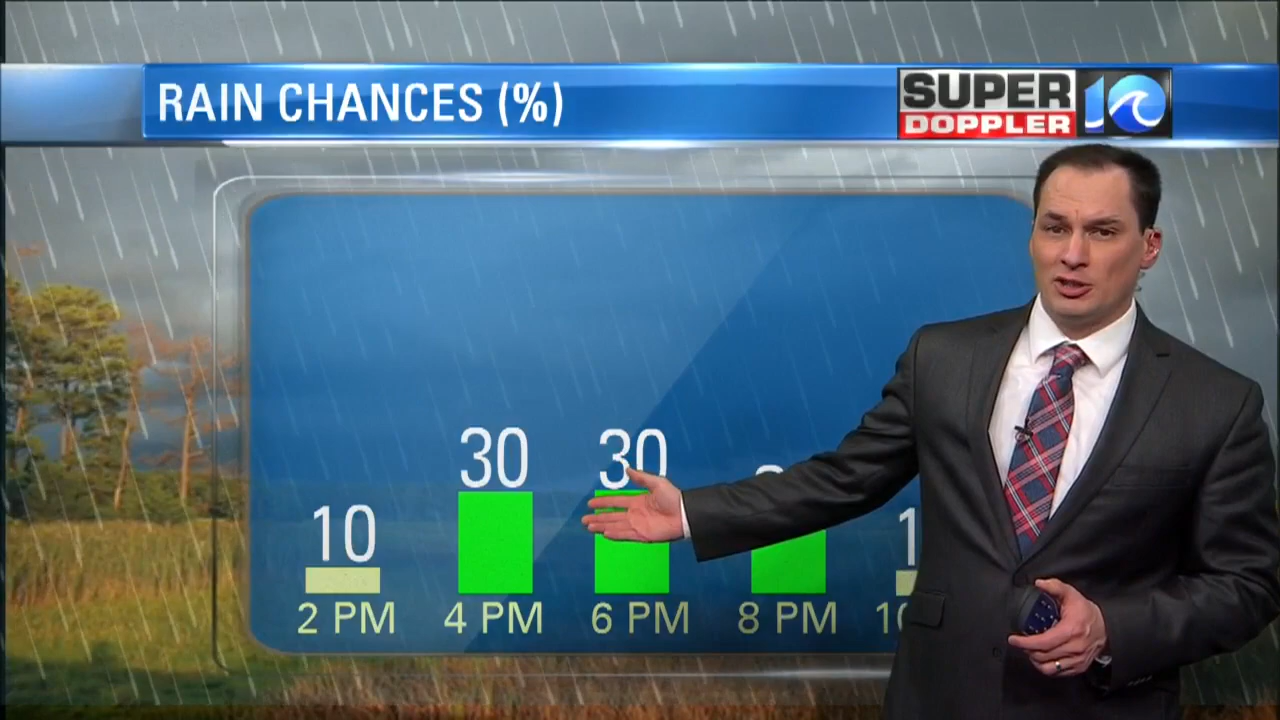 RAIN CHANCES (%)
SUPER
DOPPLER
10
30
30
10
2 PM
4 PM
6 PM
8 PM